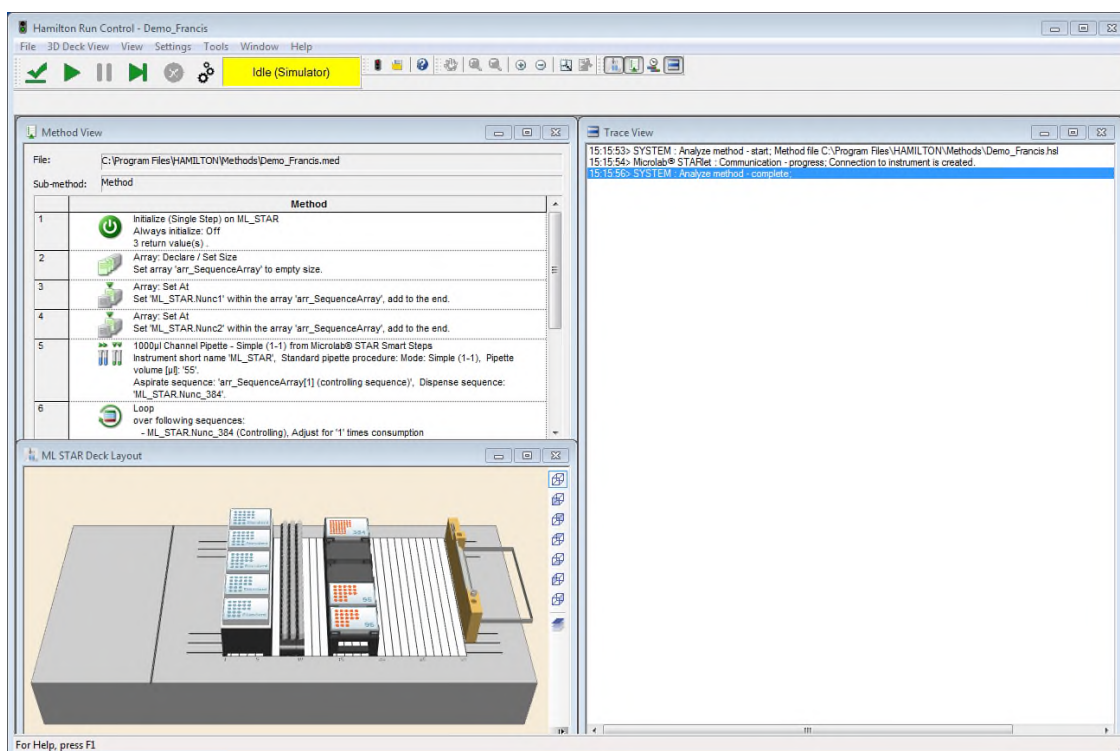 Hamilton Run Control - Demo_Francis
File 3D Deck View View Settings Tools Window Help
Idle (Simulator)
Method View
File: C:\Program Files\HAMILTON\Methods\Demo_Francis.med
Sub-method: Method
Method
1 Initialize (Single Step) on ML_STAR
Always initialize: Off
3 return value(s) .
2 Array: Declare / Set Size
Set array 'arr_SequenceArray' to empty size.
3 Array: Set At
Set 'ML_STAR.Nunc1' within the array 'arr_SequenceArray', add to the end.
4 Array: Set At
Set 'ML_STAR.Nunc2' within the array 'arr_SequenceArray', add to the end.
5 1000µl Channel Pipette - Simple (1-1) from Microlab® STAR Smart Steps
Instrument short name 'ML_STAR', Standard pipette procedure: Mode: Simple (1-1), Pipette
volume [µl]: '55'.
Aspirate sequence: 'arr_SequenceArray[1] (controlling sequence)', Dispense sequence:
'ML_STAR.Nunc_384'.
6 Loop
over following sequences:
- ML_STAR.Nunc_384 (Controlling), Adjust for '1' times consumption
Trace View
15:15:53> SYSTEM : Analyze method - start; Method file C:\Program Files\HAMILTON\Methods\Demo_Francis.hsl
15:15:54> Microlab® STARlet : Communication - progress; Connection to instrument is created.
15:15:56> SYSTEM : Analyze method - complete;
ML STAR Deck Layout
384
96
96
For Help, press F1